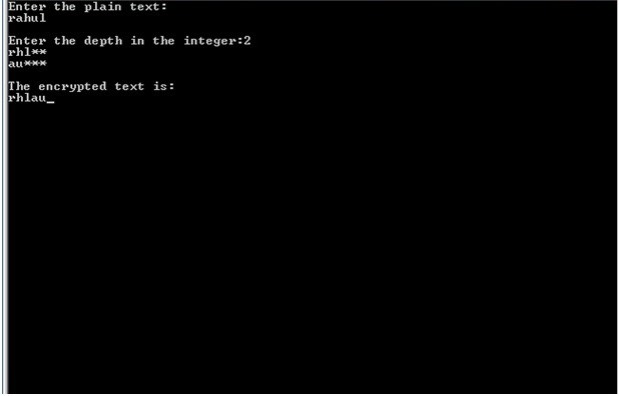 Enter the plain text:
rahul
Enter the depth in the integer:2
rhl**
au***
The encrypted text is:
rhlau_